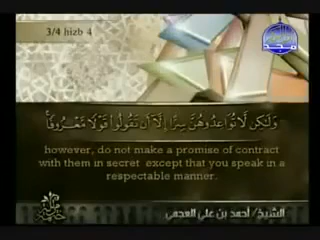 3/4 hizb 4
وَلَٰكِن لَّا تُوَاعِدُوهُنَّ سِرًّا إِلَّا أَن تَقُولُوا قَوْلًا مَّعْرُوفًا
however, do not make a promise of contract
with them in secret except that you speak in a
respectable manner.
الشيخ/ أحمد بن علي العجمي